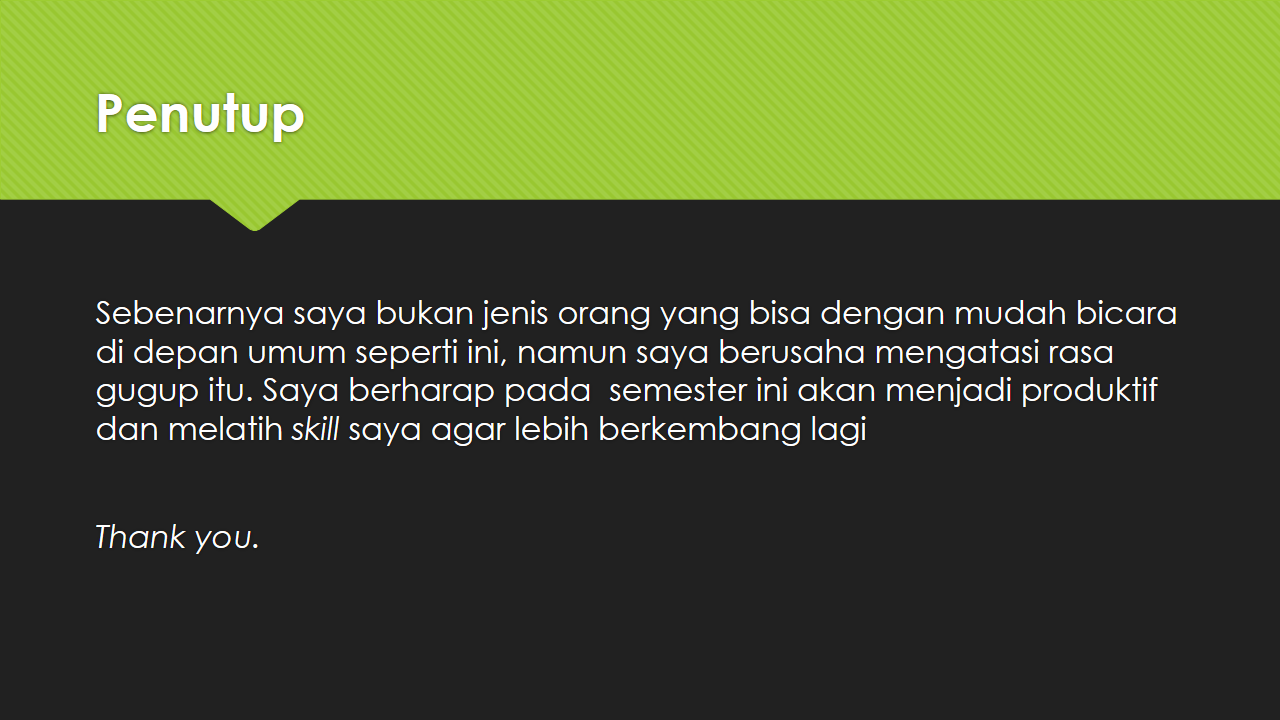 Penutup
Sebenarnya saya bukan jenis orang yang bisa dengan mudah bicara
di depan umum seperti ini, namun saya berusaha mengatasi rasa
gugup itu. Saya berharap pada  semester ini akan menjadi produktif
dan melatih skill saya agar lebih berkembang lagi
Thank you.